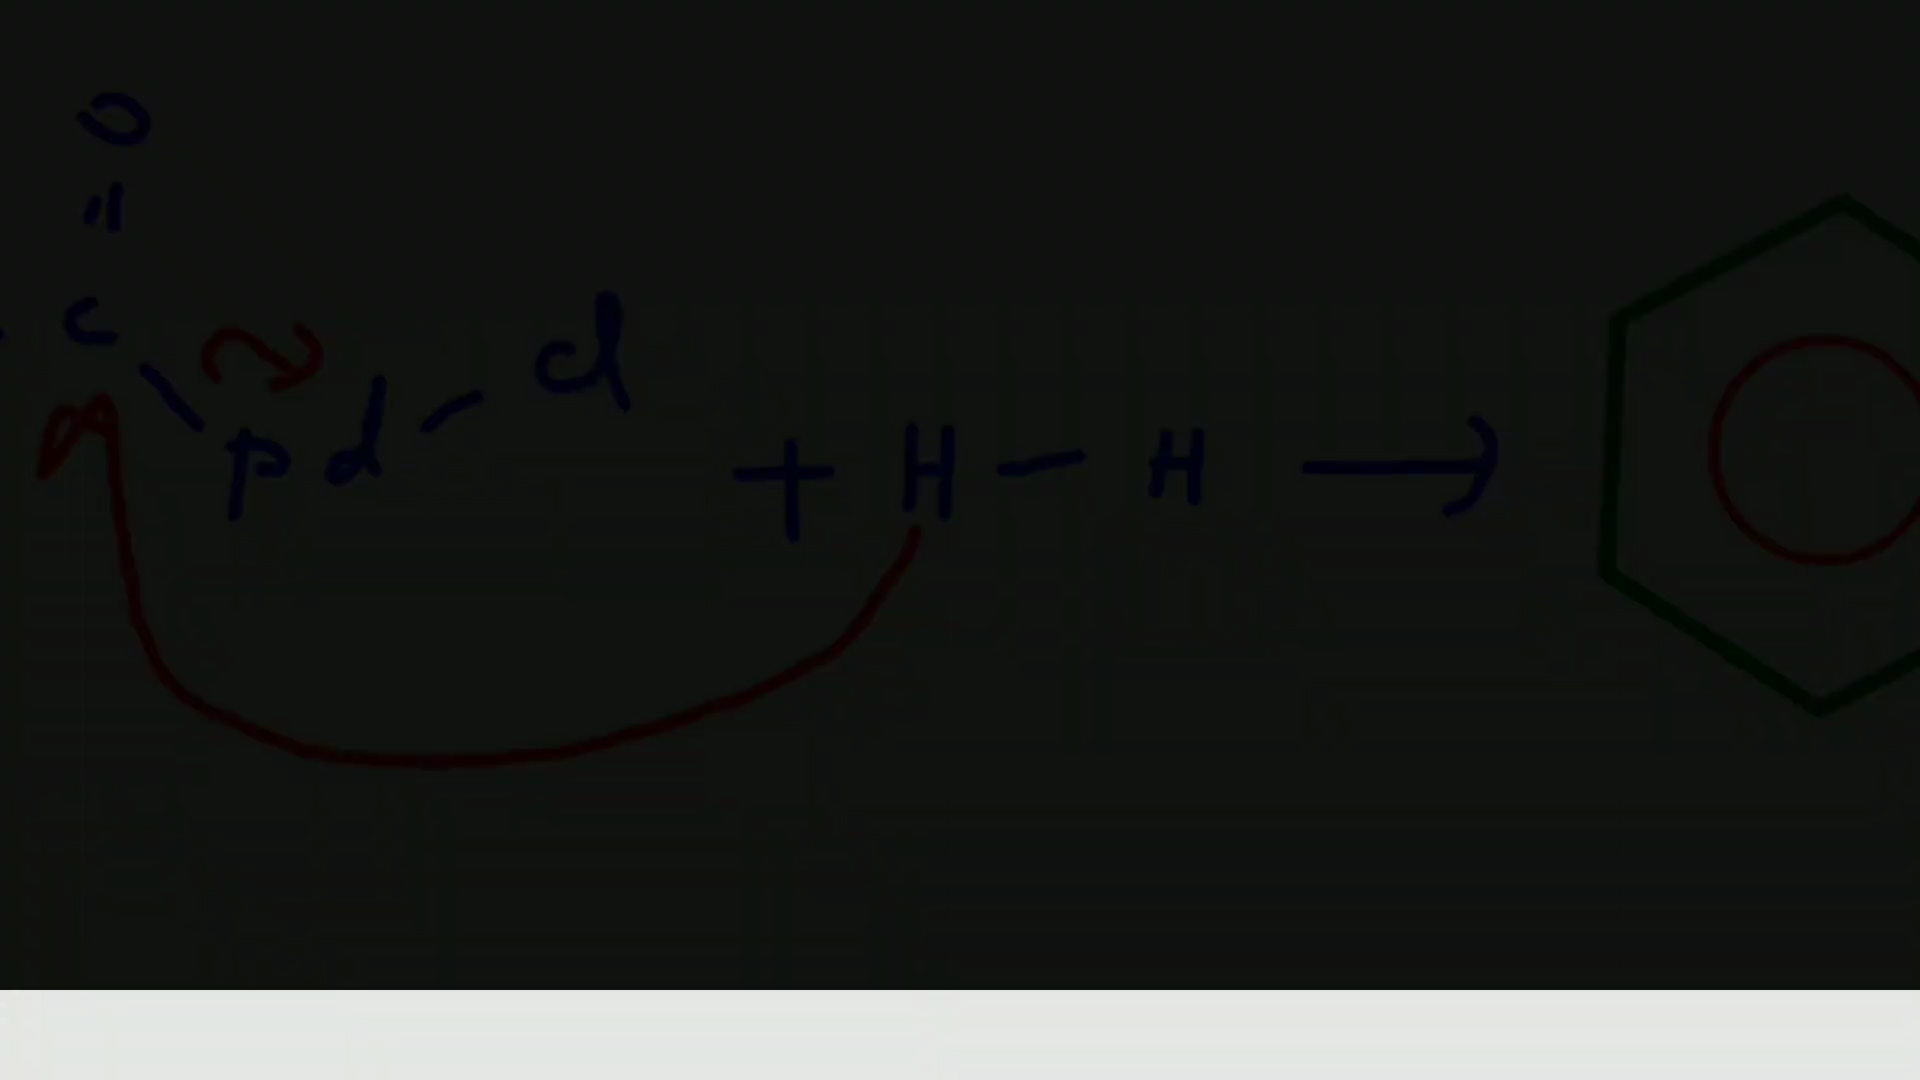 O
||
C
Pd - Cl + H - H →